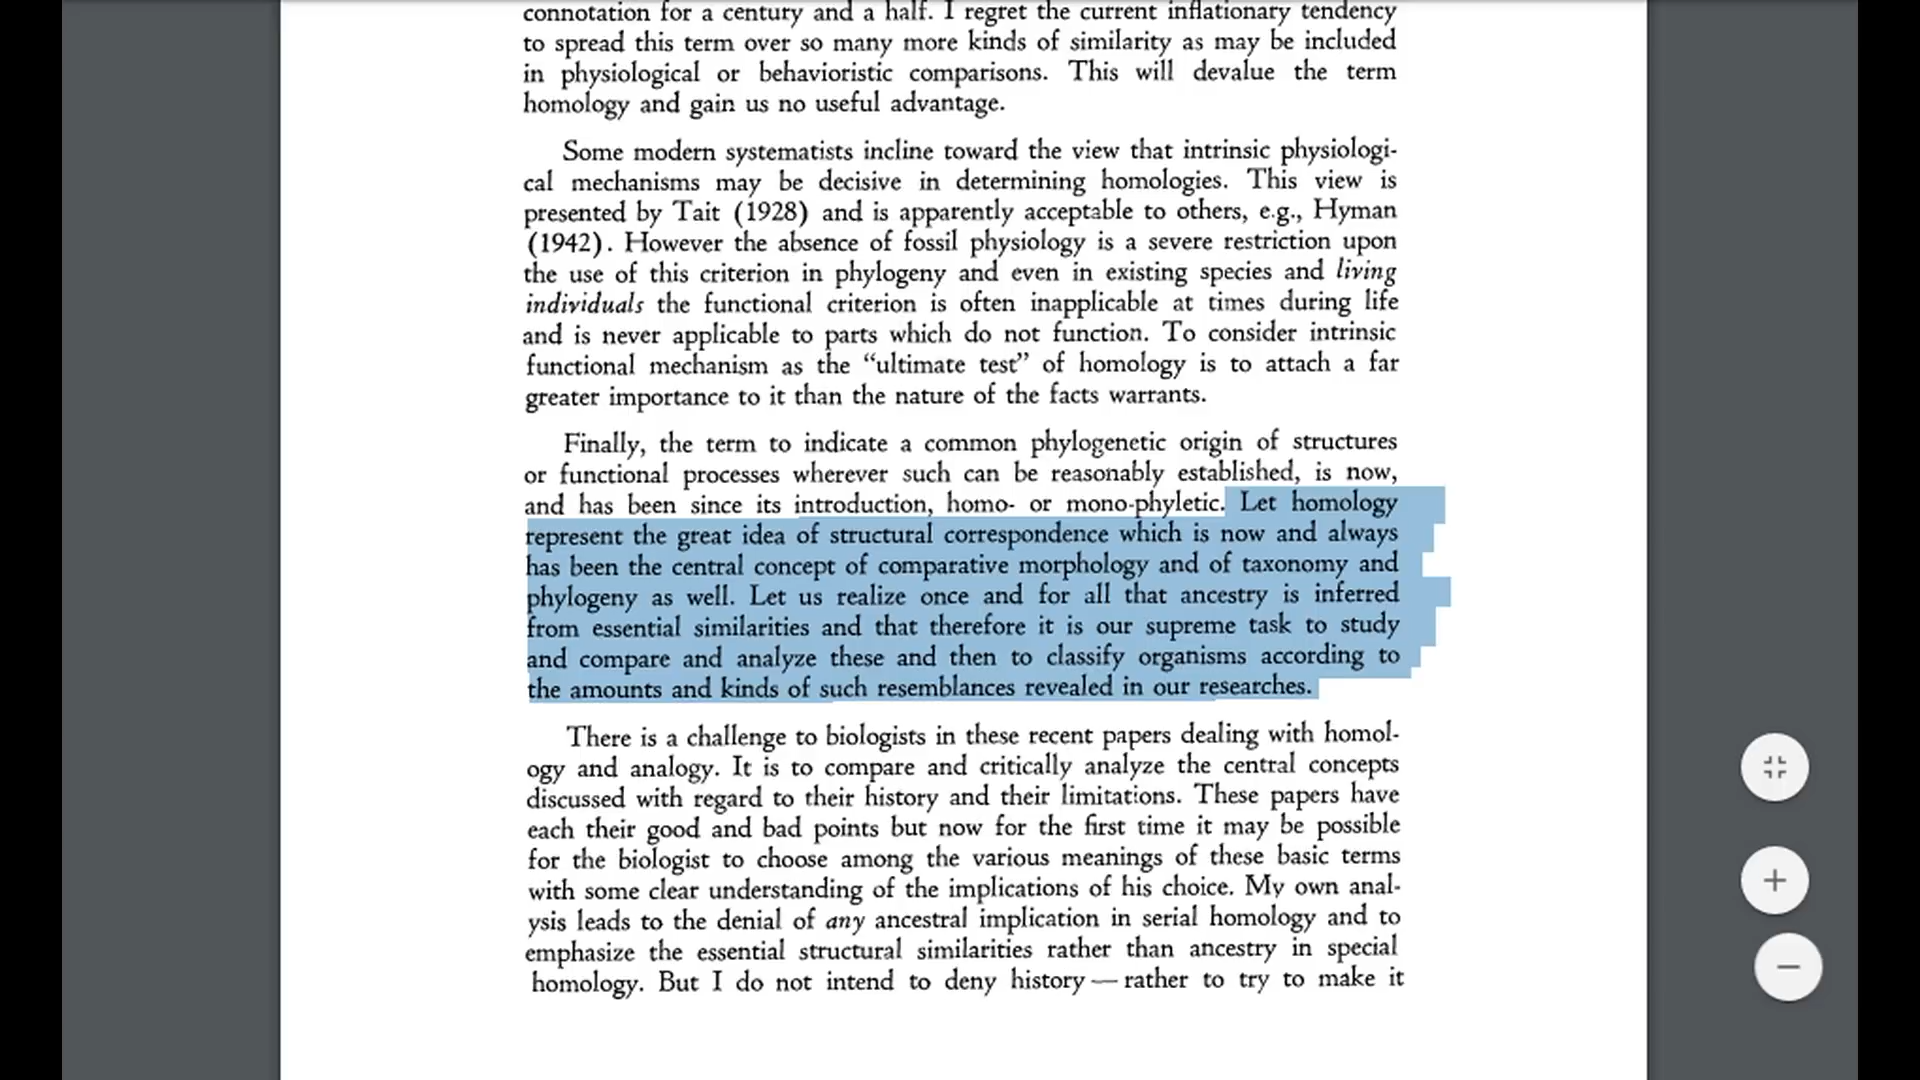 connotation for a century and a half. I regret the current inflationary tendency
to spread this term over so many more kinds of similarity as may be included
in physiological or behavioristic comparisons. This will devalue the term
homology and gain us no useful advantage.
Some modern systematists incline toward the view that intrinsic physiologi-
cal mechanisms may be decisive in determining homologies. This view is
presented by Tait (1928) and is apparently acceptable to others, e.g., Hyman
(1942). However the absence of fossil physiology is a severe restriction upon
the use of this criterion in phylogeny and even in existing species and living
individuals the functional criterion is often inapplicable at times during life
and is never applicable to parts which do not function. To consider intrinsic
functional mechanism as the “ultimate test” of homology is to attach a far
greater importance to it than the nature of the facts warrants.
Finally, the term to indicate a common phylogenetic origin of structures
or functional processes wherever such can be reasonably established, is now,
and has been since its introduction, homo- or mono-phyletic. Let homology
represent the great idea of structural correspondence which is now and always
has been the central concept of comparative morphology and of taxonomy and
phylogeny as well. Let us realize once and for all that ancestry is inferred
from essential similarities and that therefore it is our supreme task to study
and compare and analyze these and then to classify organisms according to
the amounts and kinds of such resemblances revealed in our researches.
There is a challenge to biologists in these recent papers dealing with homol-
ogy and analogy. It is to compare and critically analyze the central concepts
discussed with regard to their history and their limitations. These papers have
each their good and bad points but now for the first time it may be possible
for the biologist to choose among the various meanings of these basic terms
with some clear understanding of the implications of his choice. My own anal-
ysis leads to the denial of any ancestral implication in serial homology and to
emphasize the essential structural similarities rather than ancestry in special
homology. But I do not intend to deny history — rather to try to make it